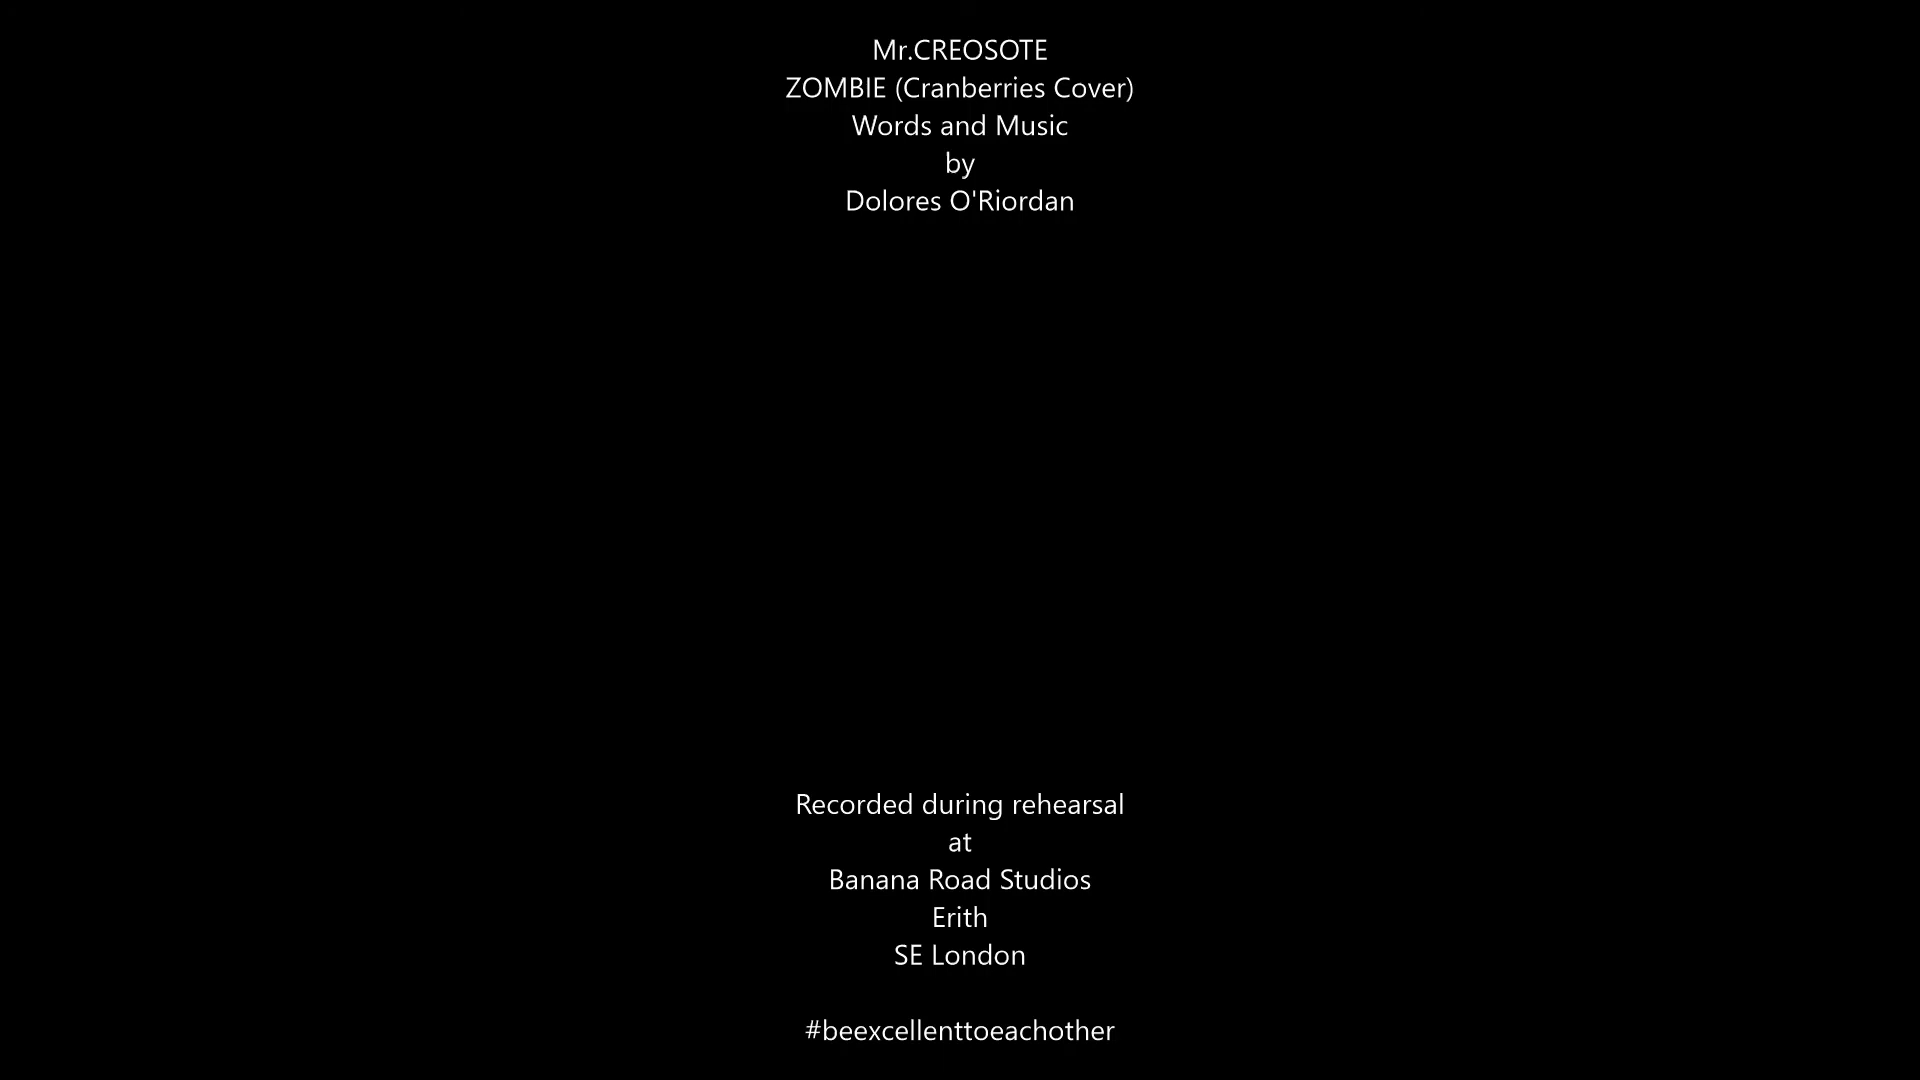 Mr.CREOSOTE
ZOMBIE (Cranberries Cover)
Words and Music
by
Dolores O'Riordan
Recorded during rehearsal
at
Banana Road Studios
Erith
SE London
#beexcellenttoeachother